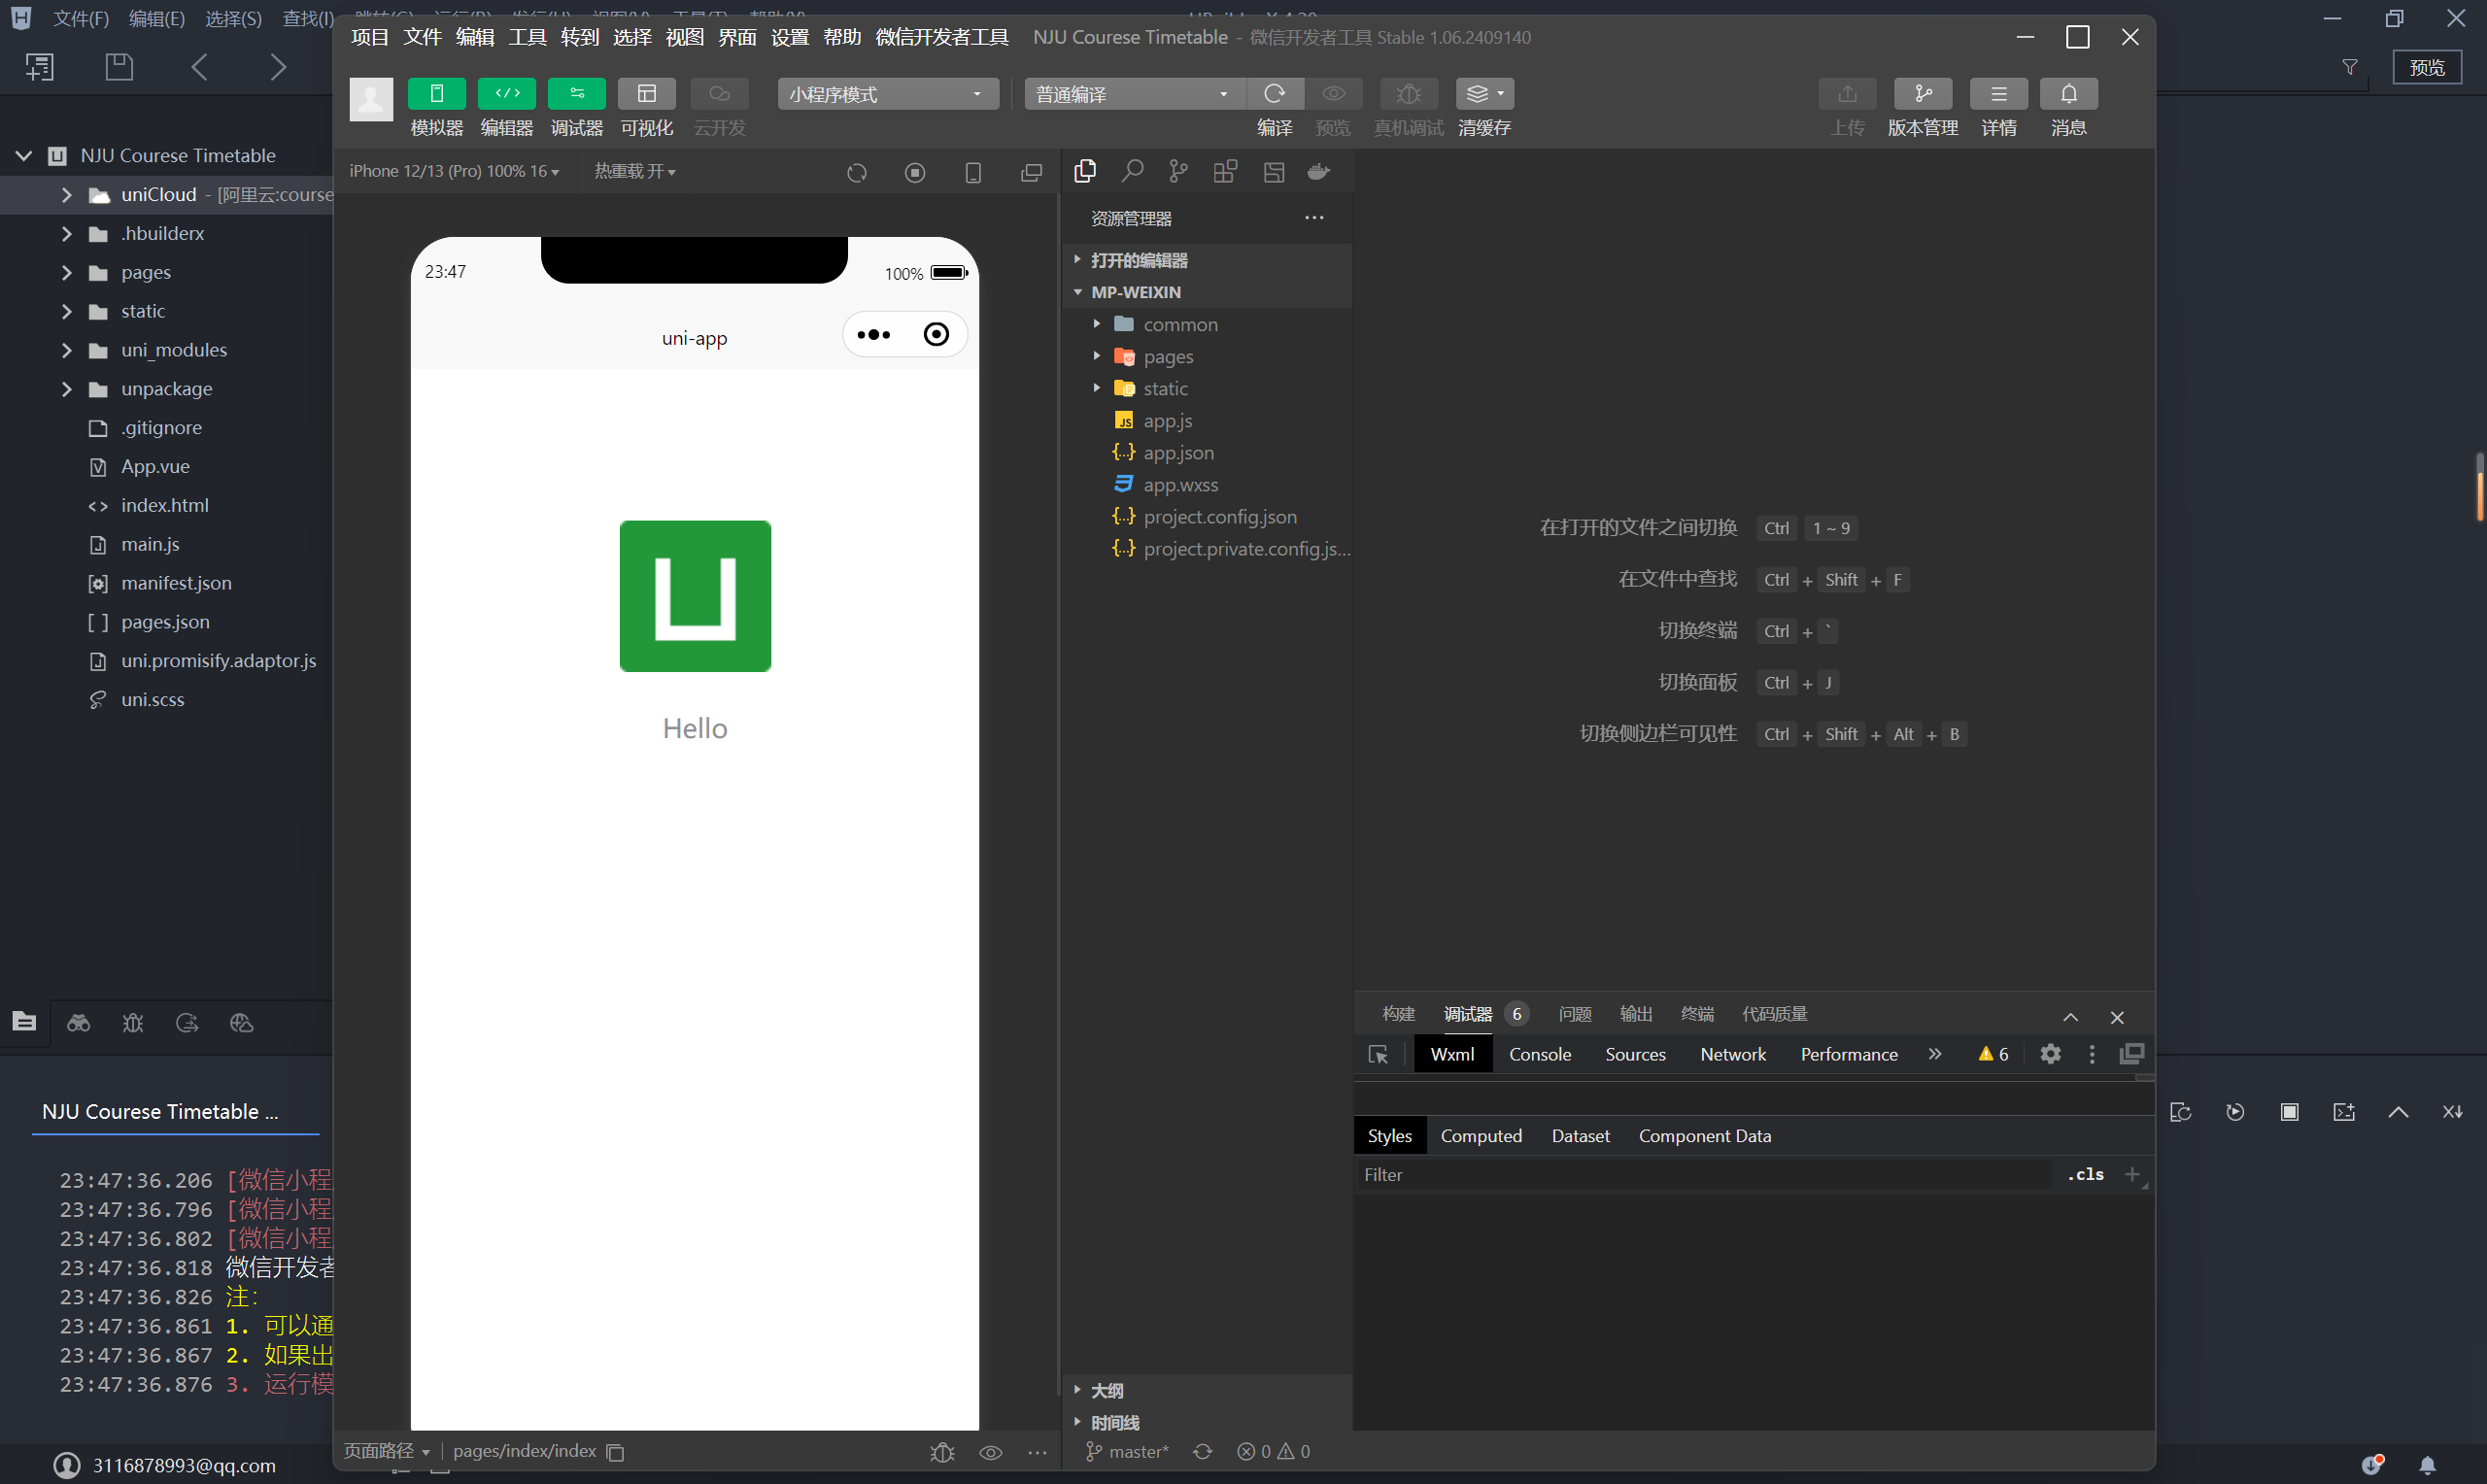 文件(F) 编辑(E) 选择(S) 查找(I)
项目 文件 编辑 工具 转到 选择 视图 界面 设置 帮助 微信开发者工具 NJU Courese Timetable - 微信开发者工具 Stable 1.06.2409140
预览
小程序模式 普通编译
模拟器 编辑器 调试器 可视化 云开发 编译 预览 真机调试 清缓存 上传 版本管理 详情 消息
NJU Courese Timetable
uniCloud - [阿里云:course
.hbuilderx
pages
static
uni_modules
unpackage
.gitignore
App.vue
index.html
main.js
manifest.json
pages.json
uni.promisify.adaptor.js
uni.scss
iPhone 12/13 (Pro) 100% 16 热重载 开
23:47 100%
uni-app
Hello
资源管理器
打开的编辑器
MP-WEIXIN
common
pages
static
app.js
app.json
app.wxss
project.config.json
project.private.config.js...
在打开的文件之间切换 Ctrl 1 ~ 9
在文件中查找 Ctrl + Shift + F
切换终端 Ctrl + `
切换面板 Ctrl + J
切换侧边栏可见性 Ctrl + Shift + Alt + B
构建 调试器 6 问题 输出 终端 代码质量
Wxml Console Sources Network Performance 6
Styles Computed Dataset Component Data
Filter .cls
NJU Courese Timetable ...
23:47:36.206 [微信小程
23:47:36.796 [微信小程
23:47:36.802 [微信小程
23:47:36.818 微信开发者
23:47:36.826 注:
23:47:36.861 1. 可以通
23:47:36.867 2. 如果出
23:47:36.876 3. 运行模
大纲
时间线
页面路径 pages/index/index master* 0 0
3116878993@qq.com